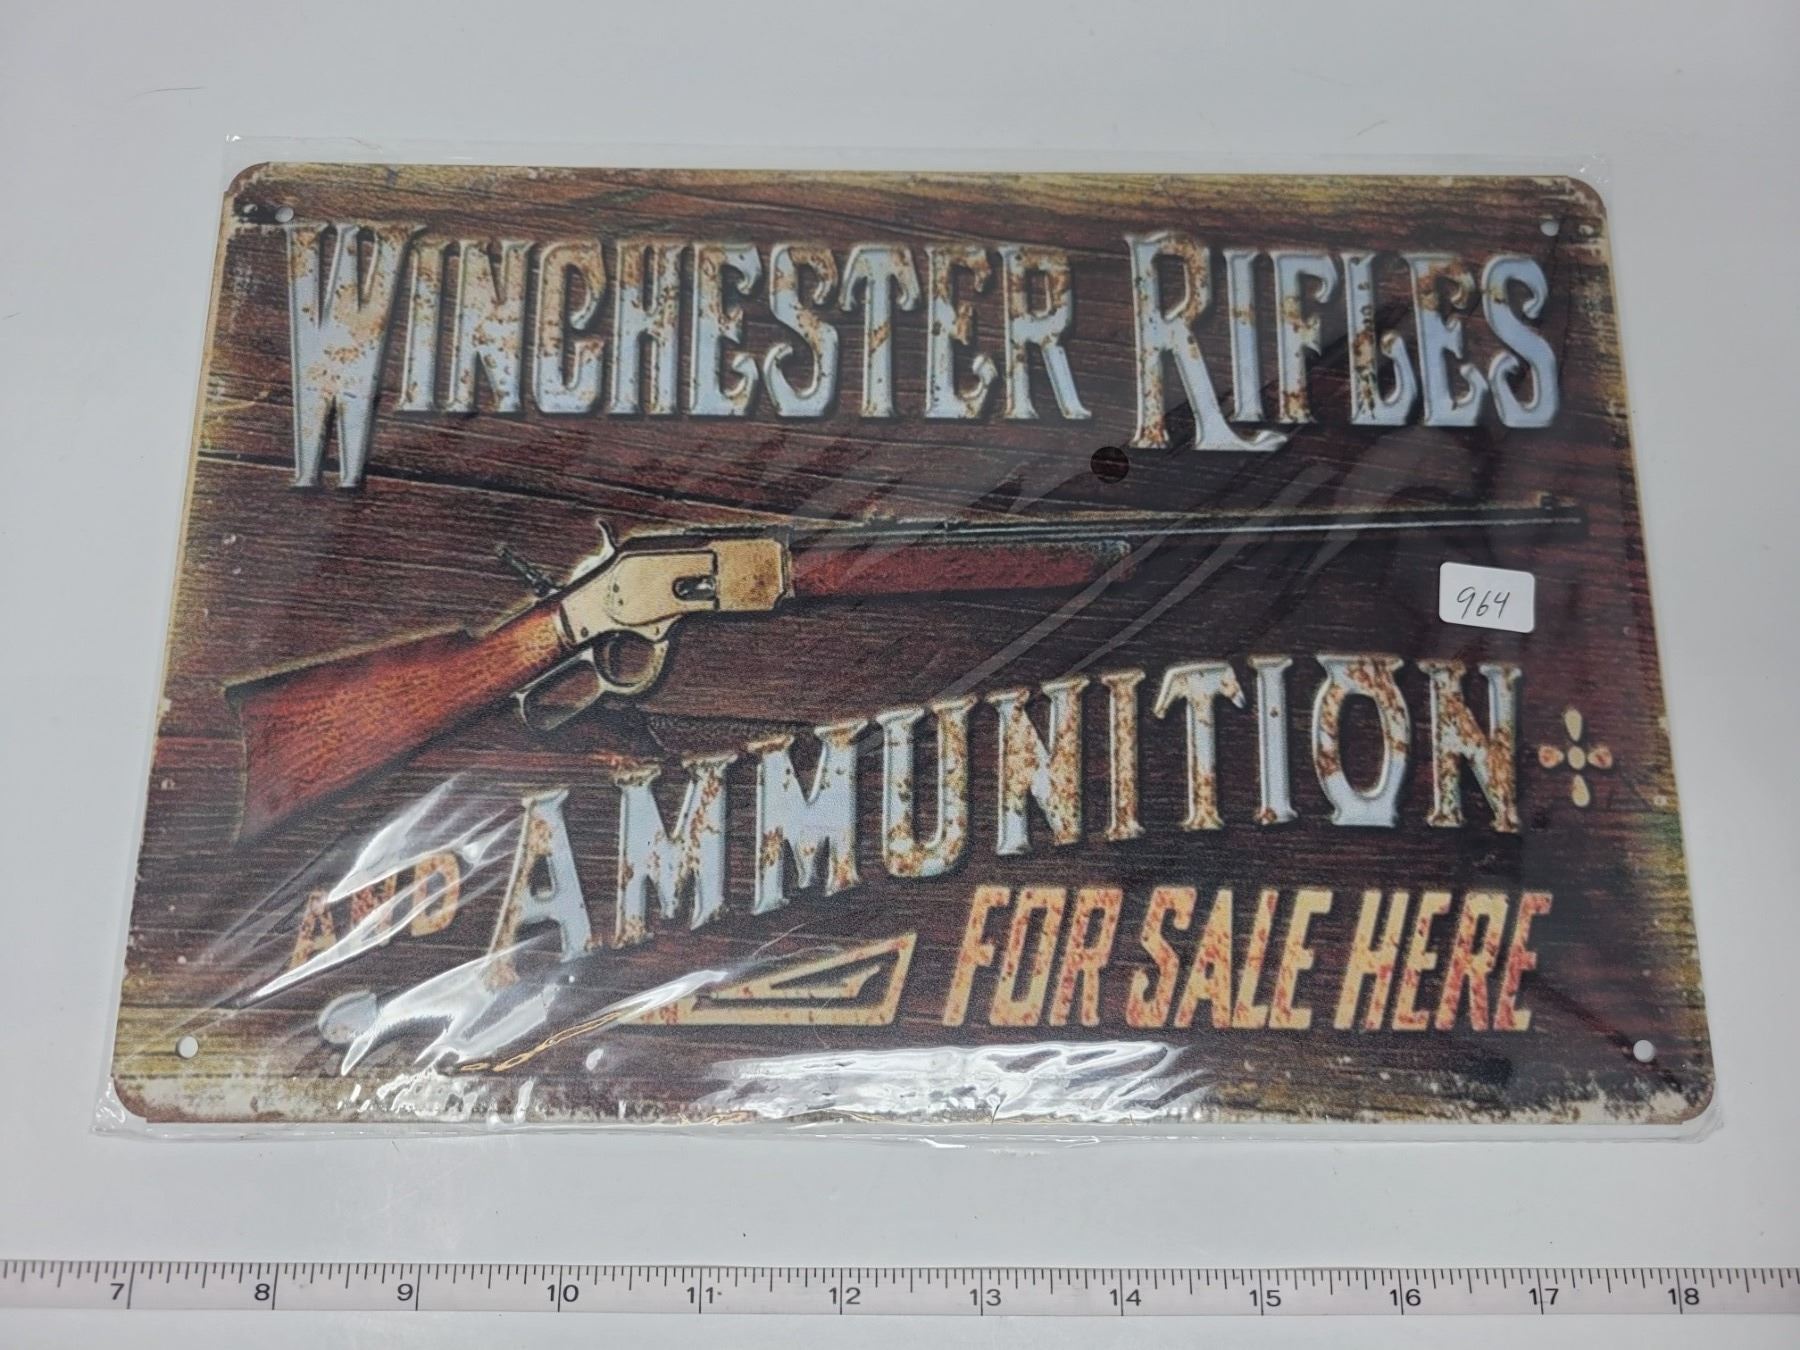 WINCHESTER RIFLES
964
AND AMMUNITION
FOR SALE HERE
7 8 9 10 11 12 13 14 15 16 17 18